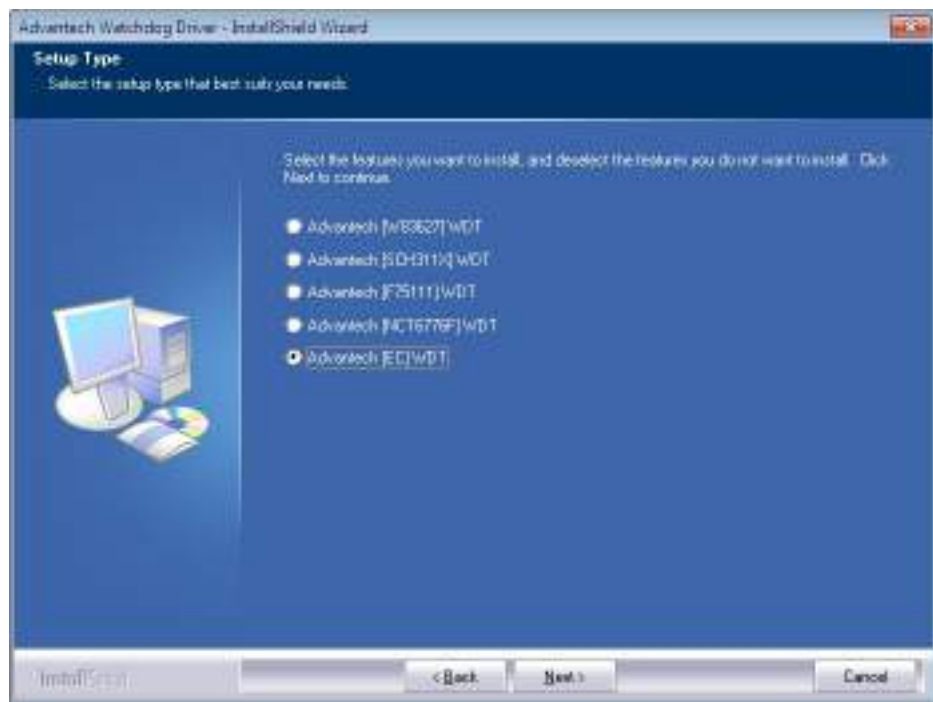 Advantech Watchdog Driver - InstallShield Wizard
Setup Type
Select the setup type that best suits your needs.
Select the features you want to install, and deselect the features you do not want to install. Click
Next to continue.
Advantech [W83627] WDT
Advantech [SCH311X] WDT
Advantech [F75111] WDT
Advantech [NCT6776F] WDT
Advantech [EC] WDT
InstallShield
< Back
Next >
Cancel